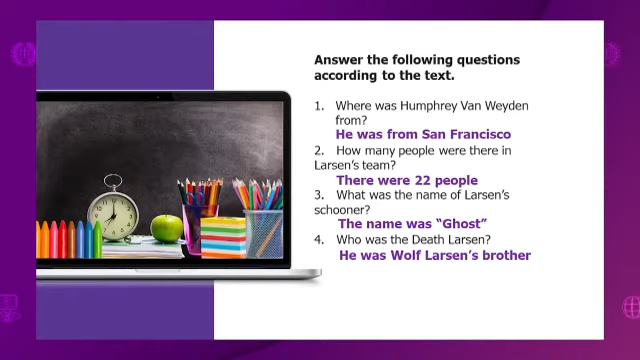 Answer the following questions
according to the text.
1. Where was Humphrey Van Weyden
from?
He was from San Francisco
2. How many people were there in
Larsen's team?
There were 22 people
3. What was the name of Larsen's
schooner?
The name was “Ghost”
4. Who was the Death Larsen?
He was Wolf Larsen's brother